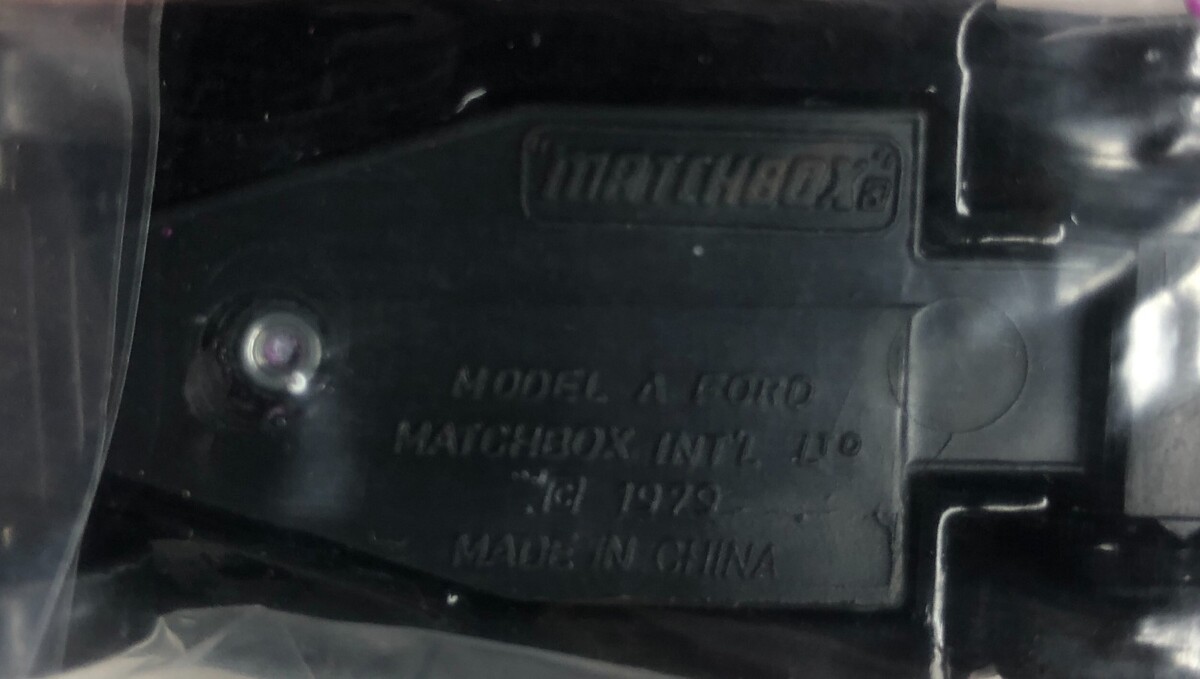 "MATCHBOX" ®
MODEL A FORD
MATCHBOX INT'L LTD
© 1979
MADE IN CHINA